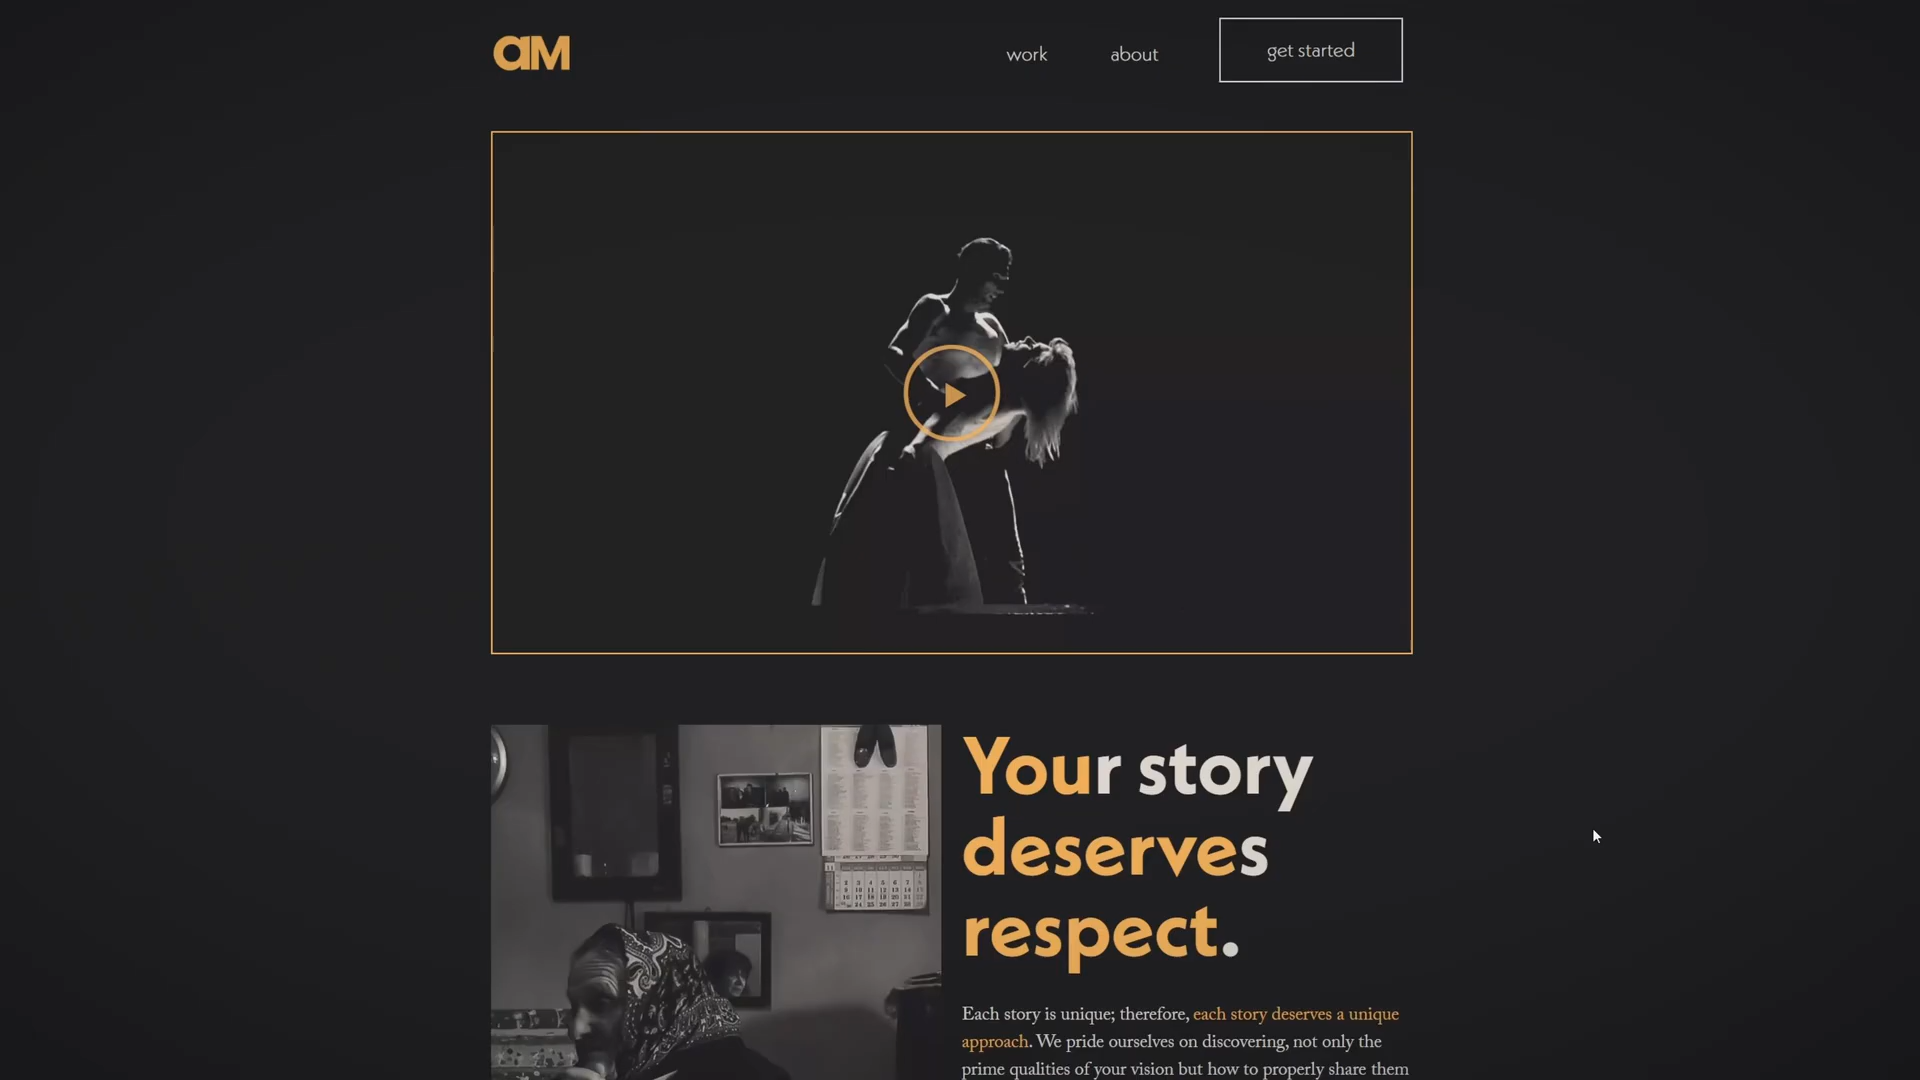 aM
work
about
get started
Your story
deserves
respect.
Each story is unique; therefore, each story deserves a unique
approach. We pride ourselves on discovering, not only the
prime qualities of your vision but how to properly share them